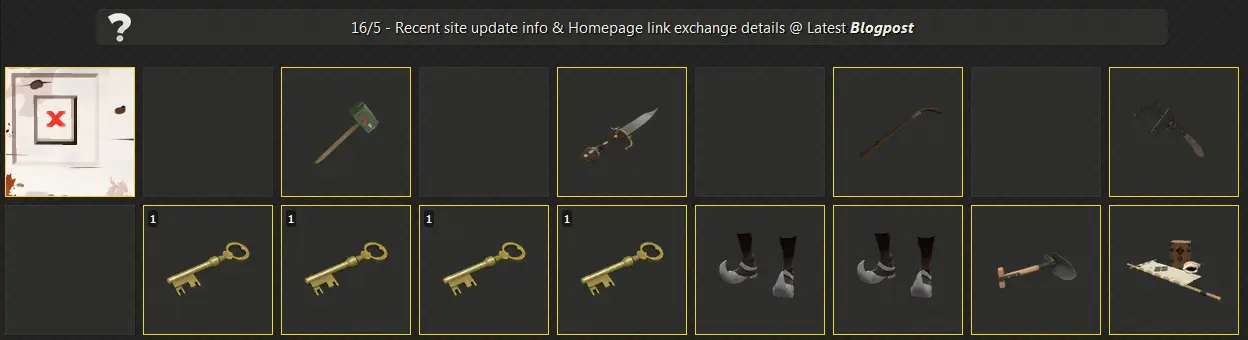 ?
16/5 - Recent site update info & Homepage link exchange details @ Latest Blogpost
X
1
1
1
1